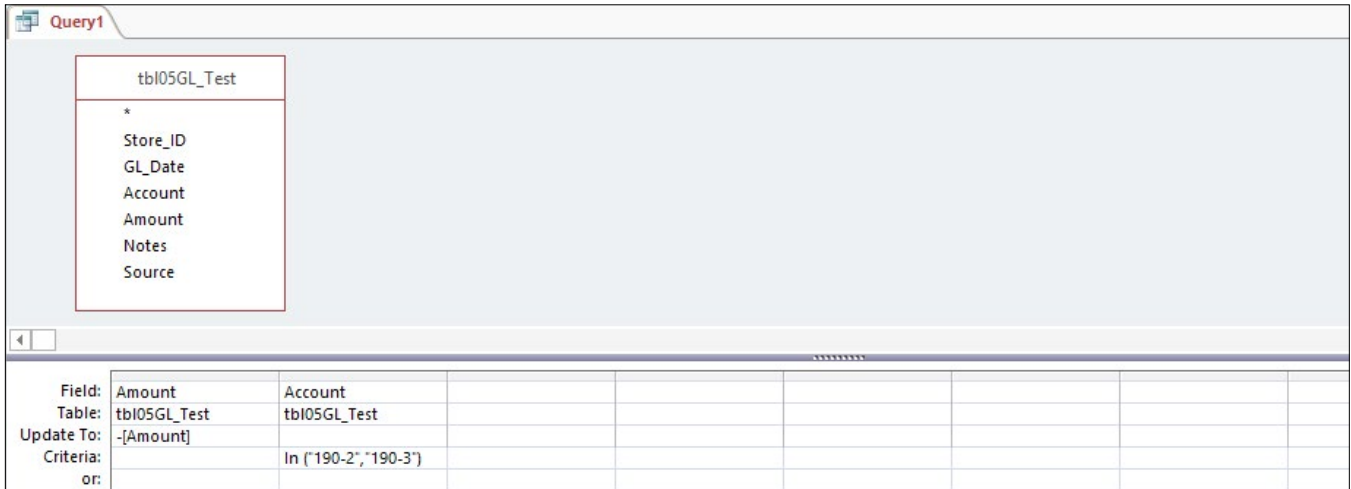 Query1
tbl05GL_Test
*
Store_ID
GL_Date
Account
Amount
Notes
Source
Field: Amount Account
Table: tbl05GL_Test tbl05GL_Test
Update To: -[Amount]
Criteria: In ("190-2","190-3")
or: